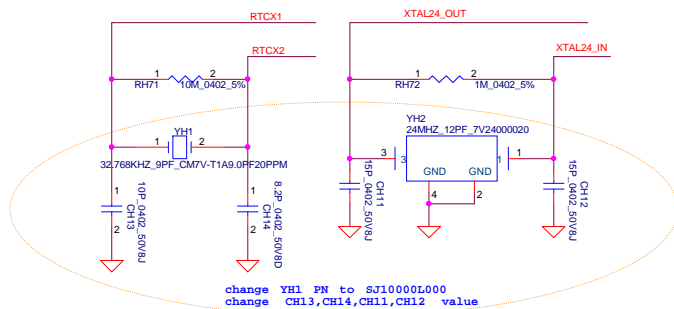 RTCX1
XTAL24_OUT
RTCX2
XTAL24_IN
1 2
RH71 10M_0402_5%
1 2
RH72 1M_0402_5%
YH1
1 2
32.768KHZ_9PF_CM7V-T1A9.0PF20PPM
YH2
24MHZ_12PF_7V24000020
3 3
1 1
GND GND
4 2
1
10P_0402_50V8J
CH13
2
1
8.2P_0402_50V8D
CH14
2
15P_0402_50V8J
CH11
15P_0402_50V8J
CH12
change YH1 PN to SJ10000L000
change CH13,CH14,CH11,CH12 value